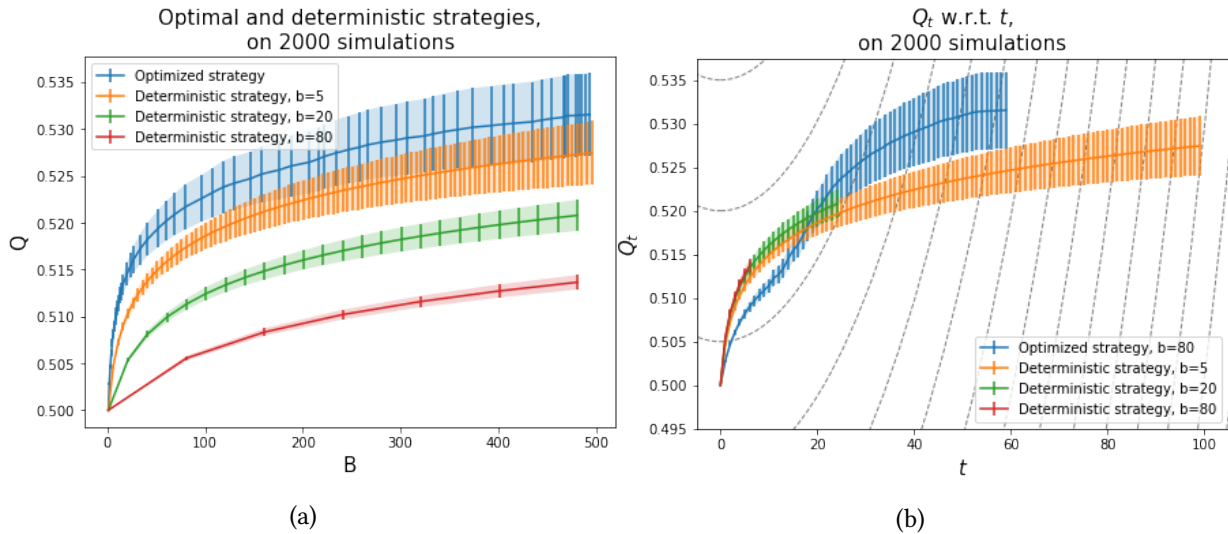 Optimal and deterministic strategies,
on 2000 simulations
0.535
0.530
0.525
0.520
0.515
0.510
0.505
0.500
Q
Optimized strategy
Deterministic strategy, b=5
Deterministic strategy, b=20
Deterministic strategy, b=80
0 100 200 300 400 500
B
(a)
Q_t w.r.t. t,
on 2000 simulations
0.535
0.530
0.525
0.520
0.515
0.510
0.505
0.500
0.495
Q_t
Optimized strategy, b=80
Deterministic strategy, b=5
Deterministic strategy, b=20
Deterministic strategy, b=80
0 20 40 60 80 100
t
(b)